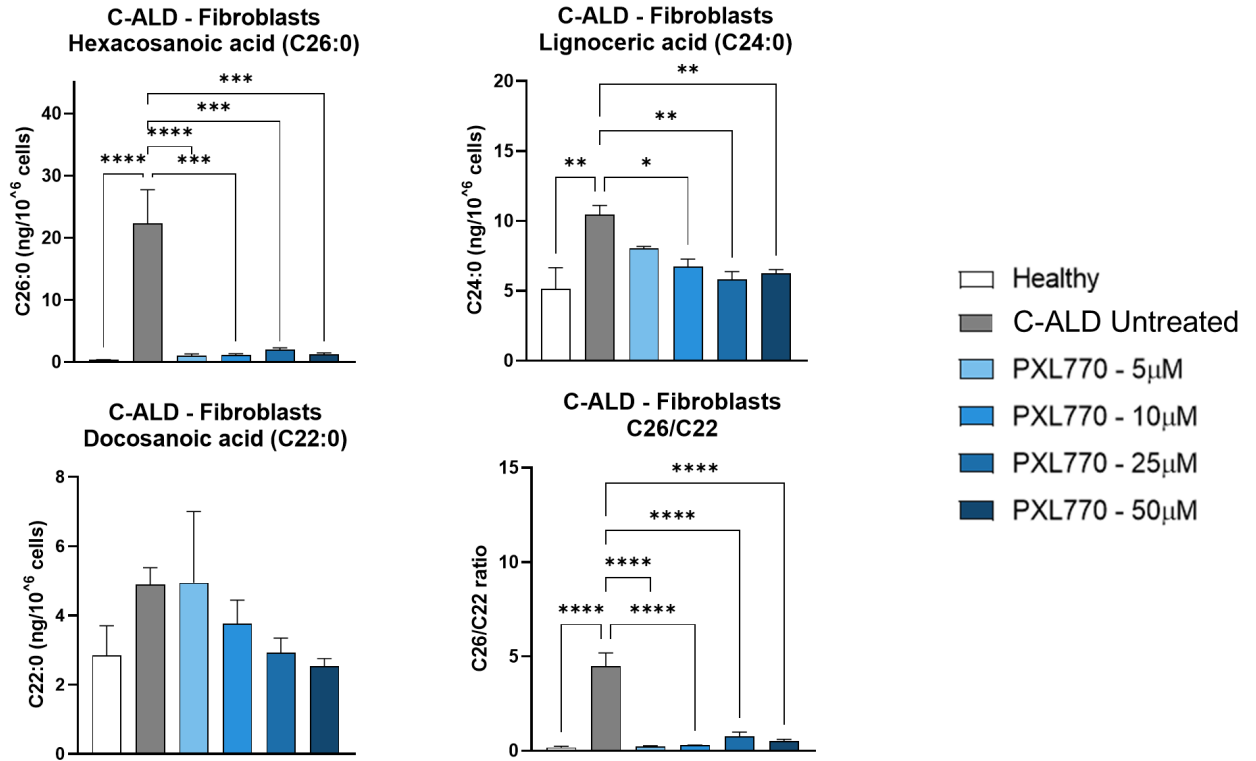 C-ALD - Fibroblasts
Hexacosanoic acid (C26:0)
C26:0 (ng/10^6 cells)
40
30
20
10
0
****
****
***
***
***
C-ALD - Fibroblasts
Lignoceric acid (C24:0)
C24:0 (ng/10^6 cells)
20
15
10
5
0
**
*
**
**
C-ALD - Fibroblasts
Docosanoic acid (C22:0)
C22:0 (ng/10^6 cells)
8
6
4
2
0
C-ALD - Fibroblasts
C26/C22
C26/C22 ratio
15
10
5
0
****
****
****
****
****
Healthy
C-ALD Untreated
PXL770 - 5μM
PXL770 - 10μM
PXL770 - 25μM
PXL770 - 50μM